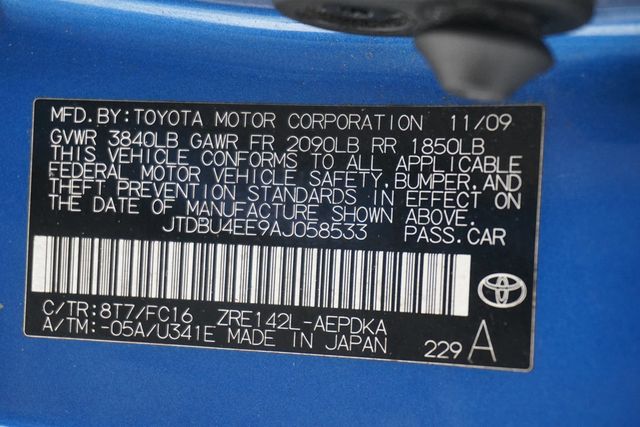 MFD.BY:TOYOTA MOTOR CORPORATION 11/09
GVWR 3840LB GAWR FR 2090LB RR 1850LB
THIS VEHICLE CONFORMS TO ALL APPLICABLE
FEDERAL MOTOR VEHICLE SAFETY,BUMPER,AND
THEFT PREVENTION STANDARDS IN EFFECT ON
THE DATE OF MANUFACTURE SHOWN ABOVE.
JTDBU4EE9AJ058533 PASS.CAR
C/TR:8T7/FC16 ZRE142L-AEPDKA
A/TM:-05A/U341E MADE IN JAPAN 229 A